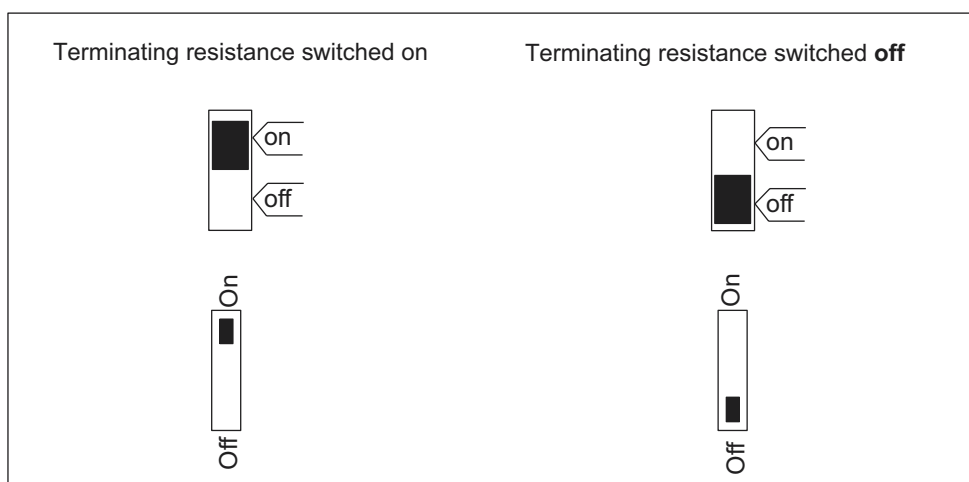 Terminating resistance switched on
Terminating resistance switched off
on
off
on
off
On
Off
On
Off